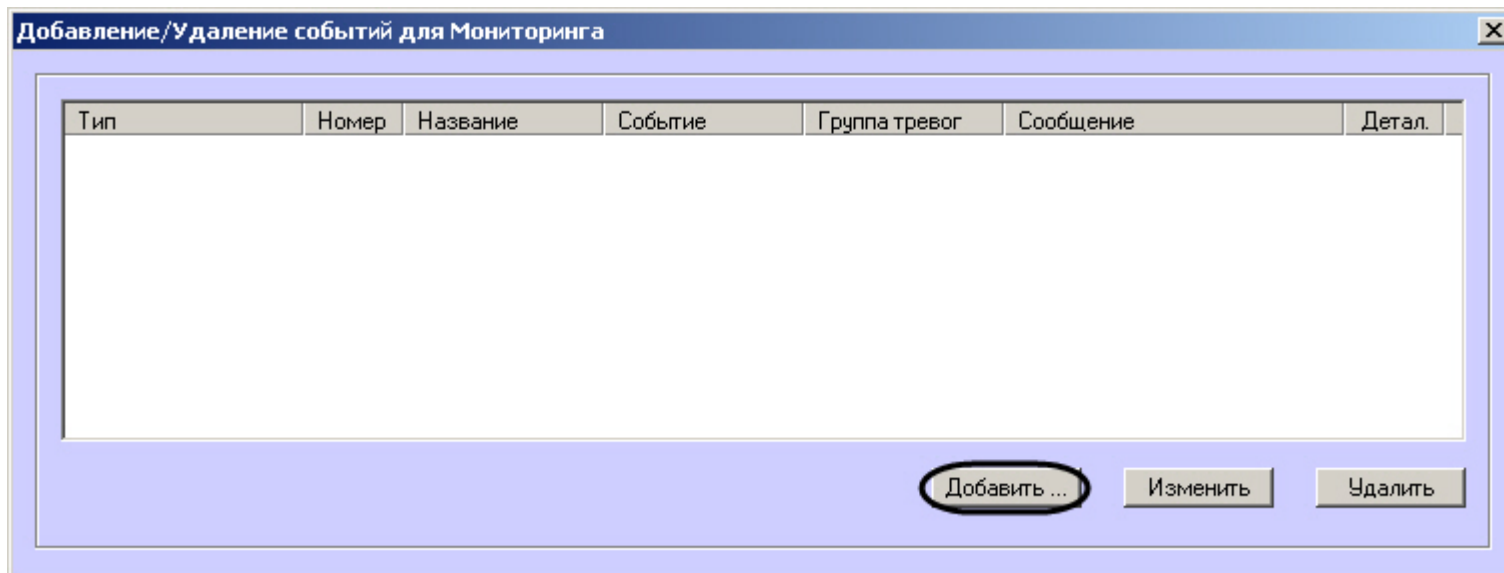 Добавление/Удаление событий для Мониторинга
Тип Номер Название Событие Группа тревог Сообщение Детал.
Добавить ... Изменить Удалить